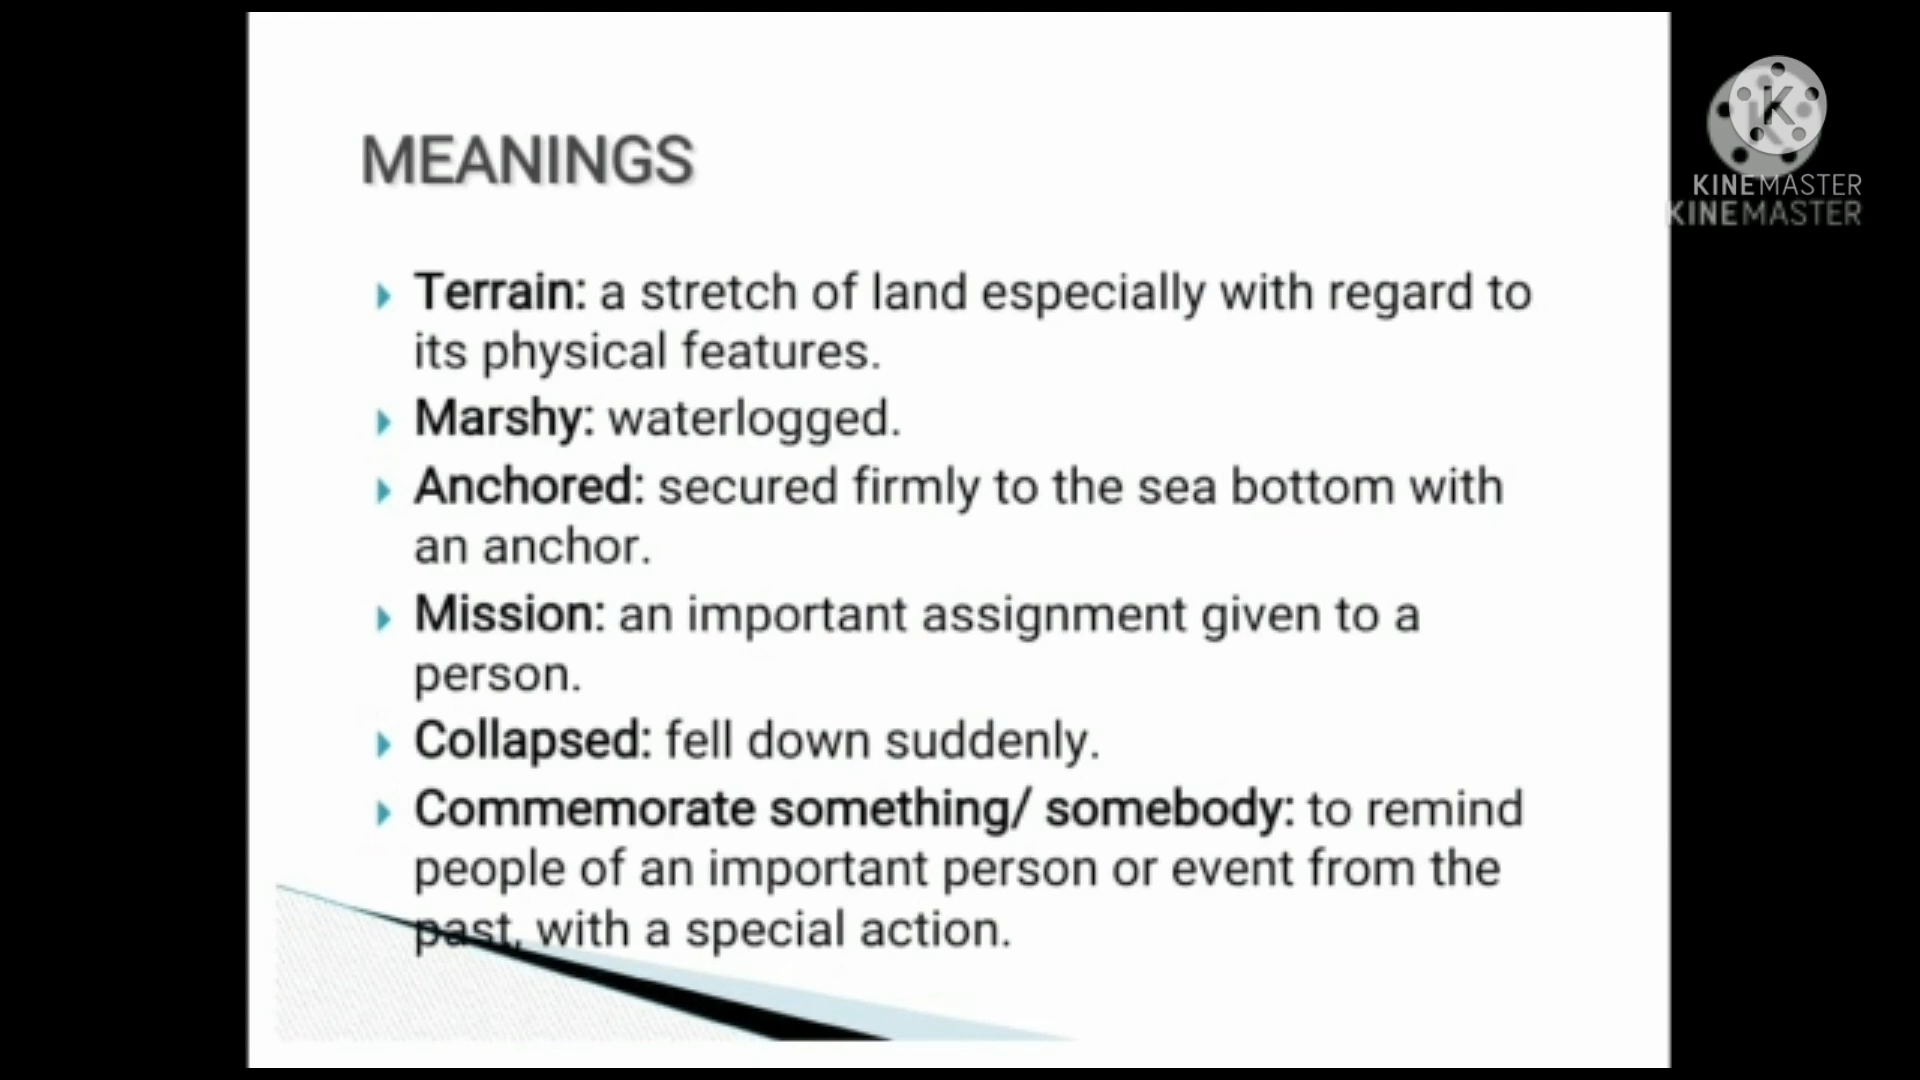 MEANINGS
Terrain: a stretch of land especially with regard to
its physical features.
Marshy: waterlogged.
Anchored: secured firmly to the sea bottom with
an anchor.
Mission: an important assignment given to a
person.
Collapsed: fell down suddenly.
Commemorate something/ somebody: to remind
people of an important person or event from the
past, with a special action.
K
KINEMASTER
KINEMASTER